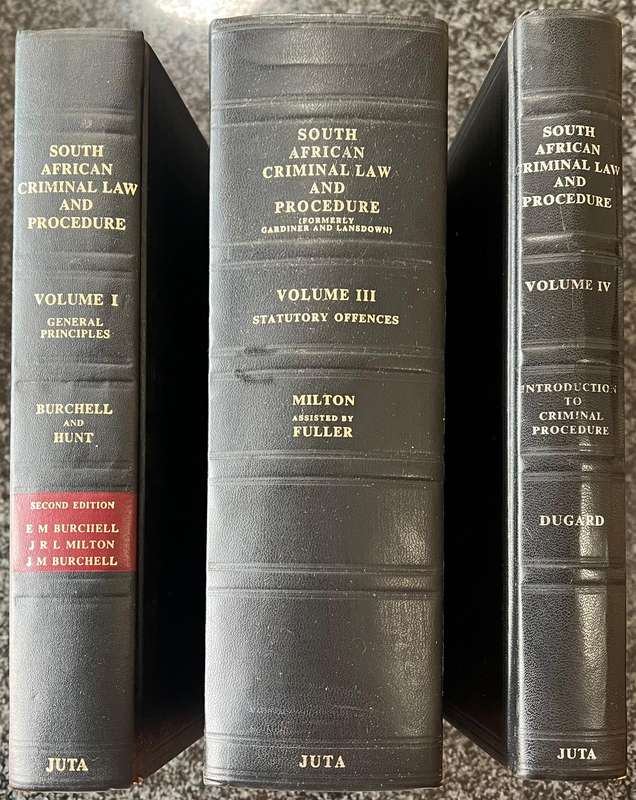 SOUTH
AFRICAN
CRIMINAL LAW
AND
PROCEDURE
VOLUME I
GENERAL
PRINCIPLES
BURCHELL
AND
HUNT
SECOND EDITION
E M BURCHELL
J R L MILTON
J M BURCHELL
JUTA
SOUTH
AFRICAN
CRIMINAL LAW
AND
PROCEDURE
(FORMERLY
GARDINER AND LANSDOWN)
VOLUME III
STATUTORY OFFENCES
MILTON
ASSISTED BY
FULLER
JUTA
SOUTH
AFRICAN
CRIMINAL LAW
AND
PROCEDURE
VOLUME IV
INTRODUCTION
TO
CRIMINAL
PROCEDURE
DUGARD
JUTA